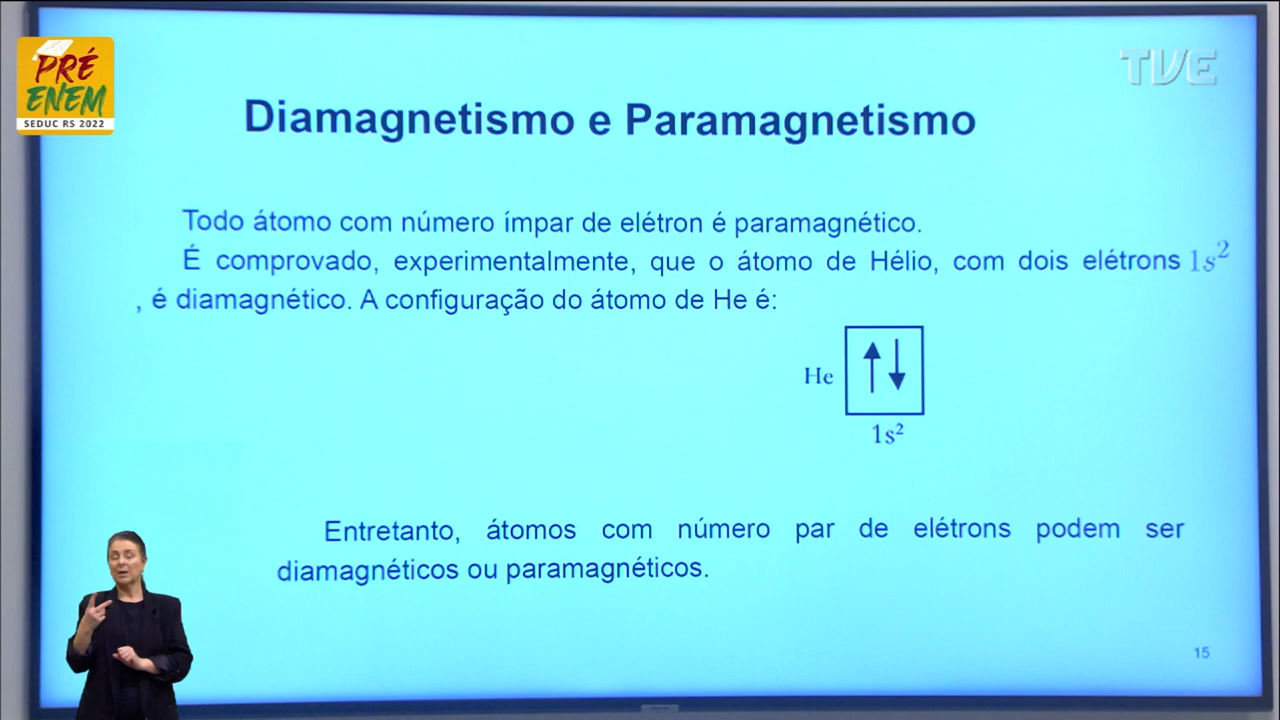 PRÉ
ENEM
SEDUC RS 2022
TVE
Diamagnetismo e Paramagnetismo
Todo átomo com número ímpar de elétron é paramagnético.
É comprovado, experimentalmente, que o átomo de Hélio, com dois elétrons 1s²
, é diamagnético. A configuração do átomo de He é:
He
1s²
Entretanto, átomos com número par de elétrons podem ser
diamagnéticos ou paramagnéticos.
15